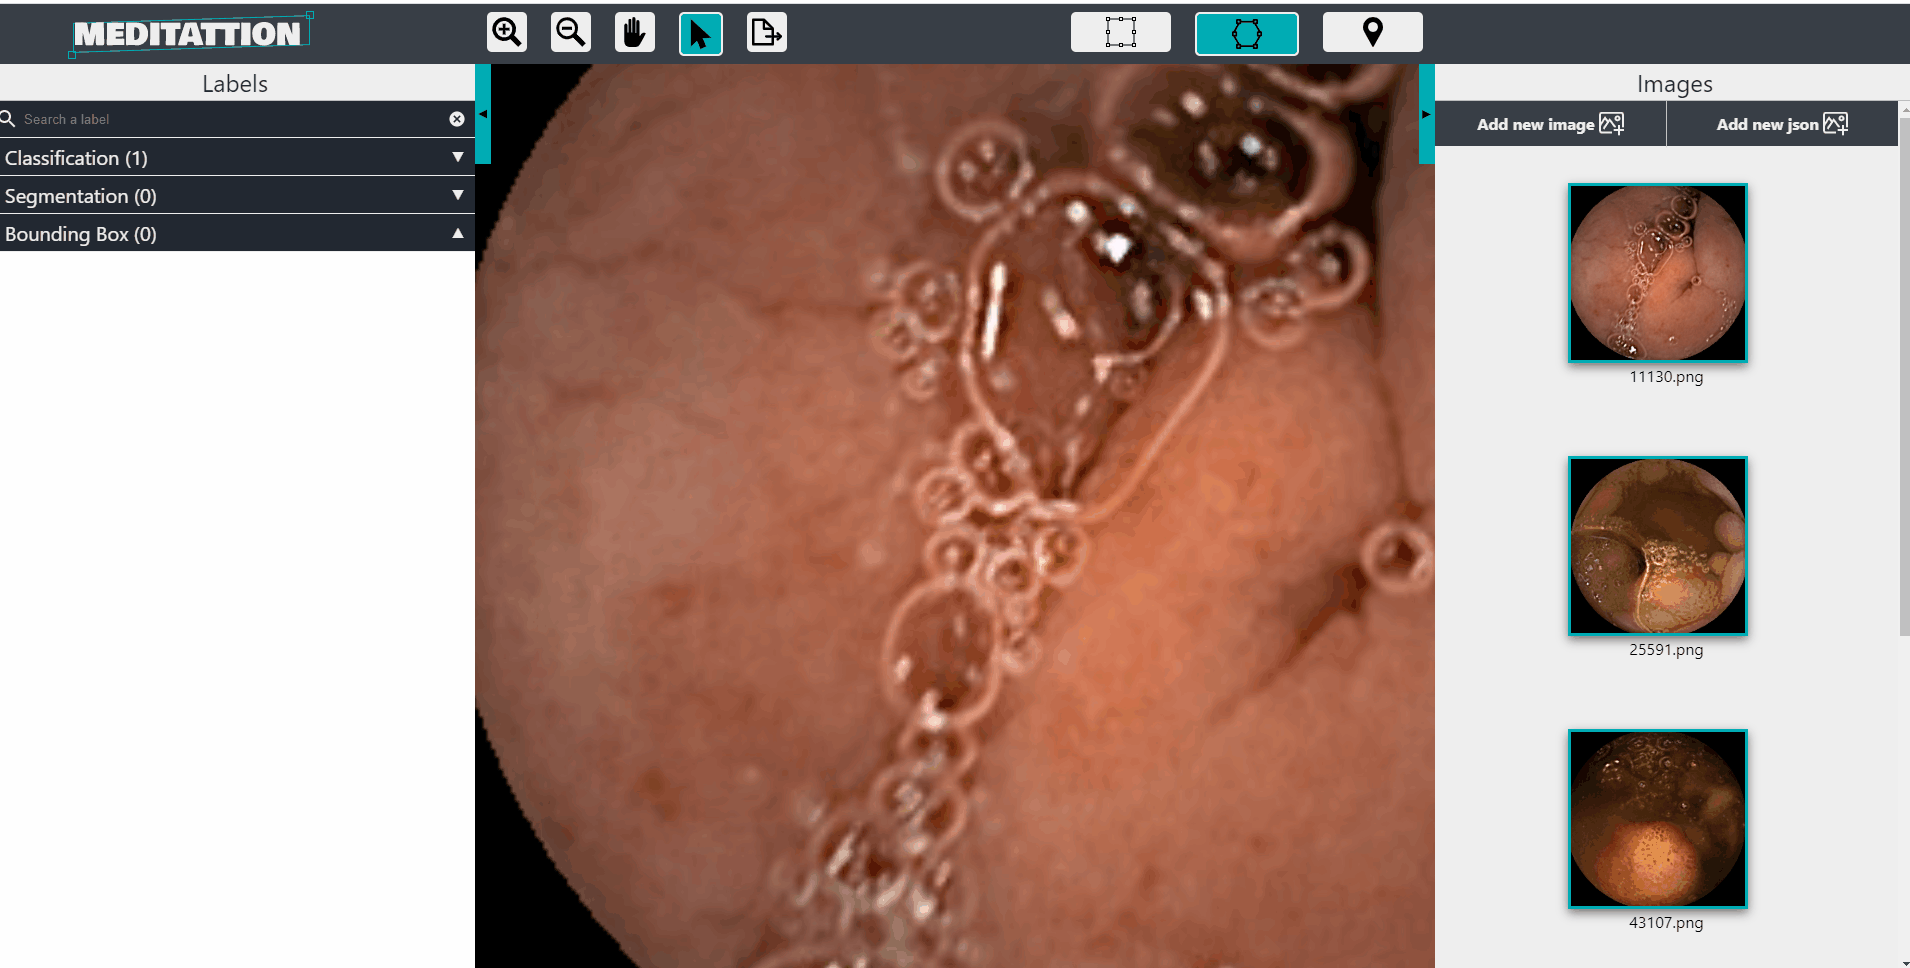 MEDITATTION
Labels
Search a label
Classification (1)
Segmentation (0)
Bounding Box (0)
Images
Add new image
Add new json
11130.png
25591.png
43107.png